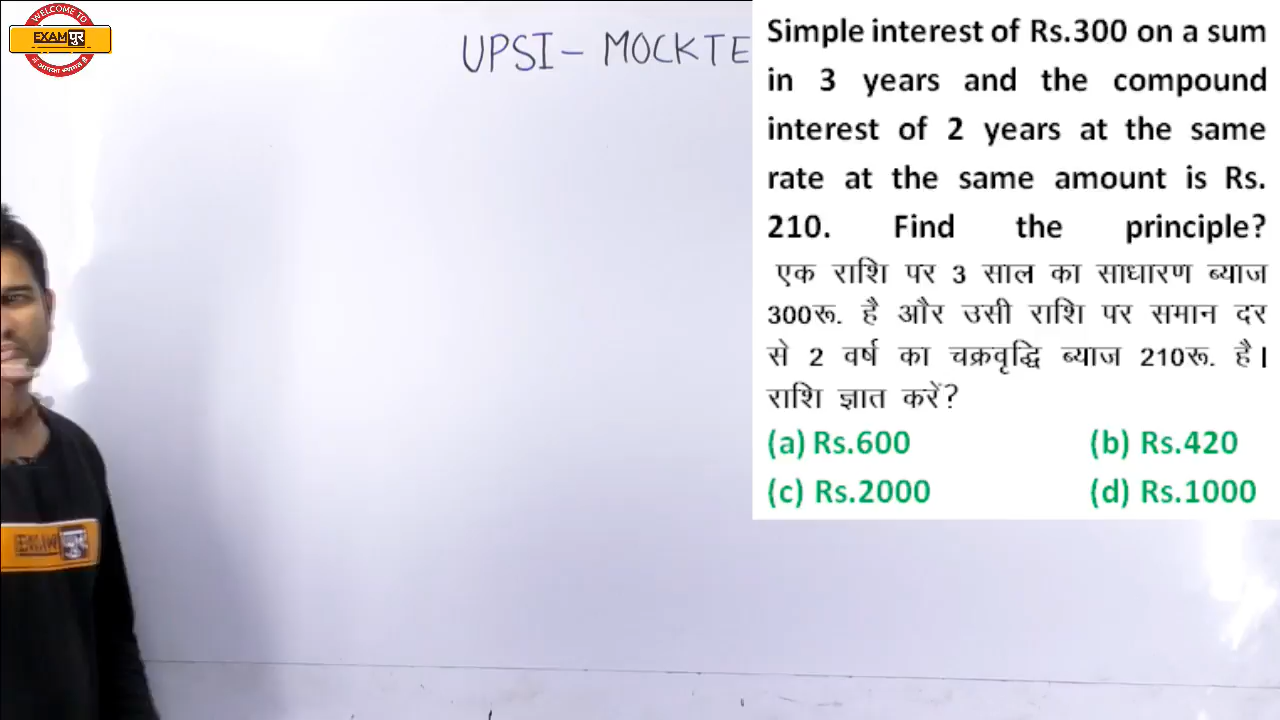 WELCOME TO
EXAMপুर
UPSI - MOCKTE
Simple interest of Rs.300 on a sum
in 3 years and the compound
interest of 2 years at the same
rate at the same amount is Rs.
210. Find the principle?
एक राशि पर 3 साल का साधारण ब्याज
300रू. है और उसी राशि पर समान दर
से 2 वर्ष का चक्रवृद्धि ब्याज 210रू. है।
राशि ज्ञात करें?
(a) Rs.600 (b) Rs.420
(c) Rs.2000 (d) Rs.1000